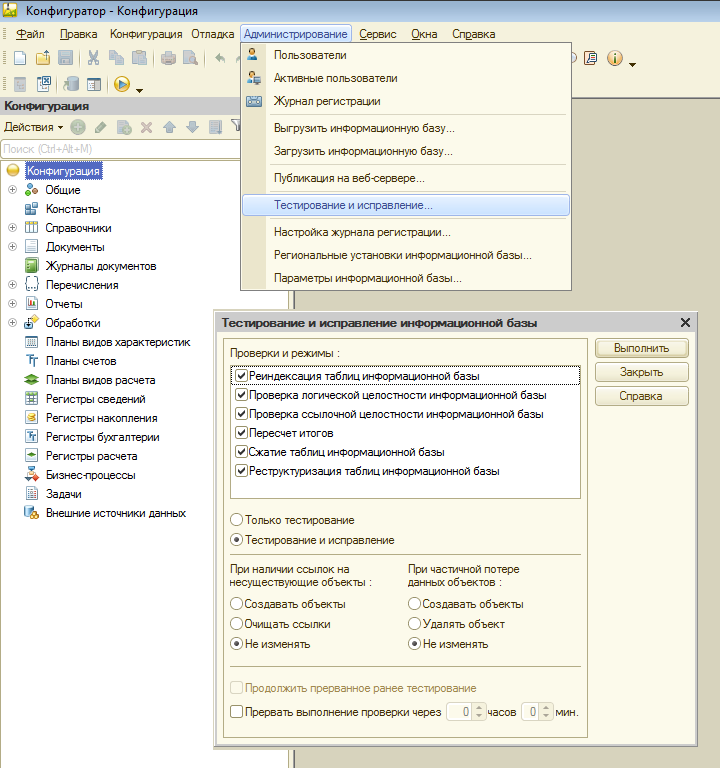 Конфигуратор - Конфигурация
Файл Правка Конфигурация Отладка Администрирование Сервис Окна Справка
Пользователи
Активные пользователи
Журнал регистрации
Выгрузить информационную базу...
Загрузить информационную базу...
Публикация на веб-сервере...
Тестирование и исправление...
Настройка журнала регистрации...
Региональные установки информационной базы...
Параметры информационной базы...
Конфигурация
Действия
Поиск (Ctrl+Alt+M)
Конфигурация
Общие
Константы
Справочники
Документы
Журналы документов
Перечисления
Отчеты
Обработки
Планы видов характеристик
Планы счетов
Планы видов расчета
Регистры сведений
Регистры накопления
Регистры бухгалтерии
Регистры расчета
Бизнес-процессы
Задачи
Внешние источники данных
Тестирование и исправление информационной базы
Проверки и режимы :
Реиндексация таблиц информационной базы
Проверка логической целостности информационной базы
Проверка ссылочной целостности информационной базы
Пересчет итогов
Сжатие таблиц информационной базы
Реструктуризация таблиц информационной базы
Выполнить
Закрыть
Справка
Только тестирование
Тестирование и исправление
При наличии ссылок на
несуществующие объекты :
Создавать объекты
Очищать ссылки
Не изменять
При частичной потере
данных объектов :
Создавать объекты
Удалять объект
Не изменять
Продолжить прерванное ранее тестирование
Прервать выполнение проверки через 0 часов 0 мин.